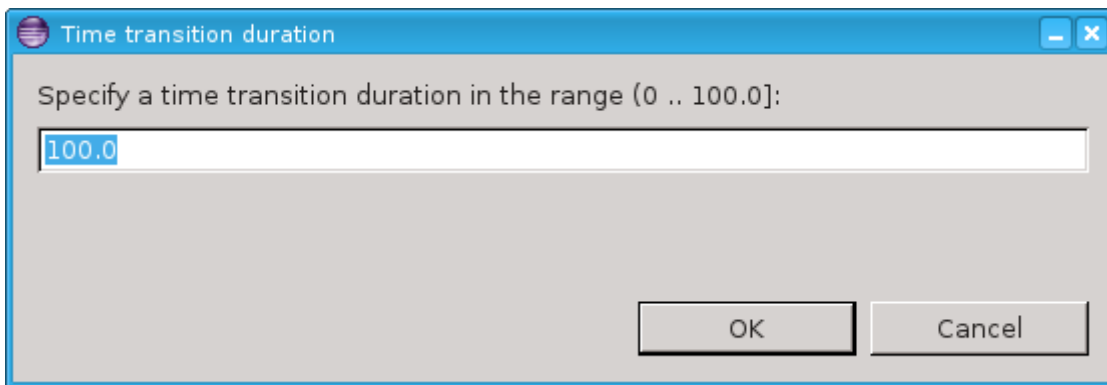 Time transition duration
Specify a time transition duration in the range (0 .. 100.0]:
100.0
OK
Cancel